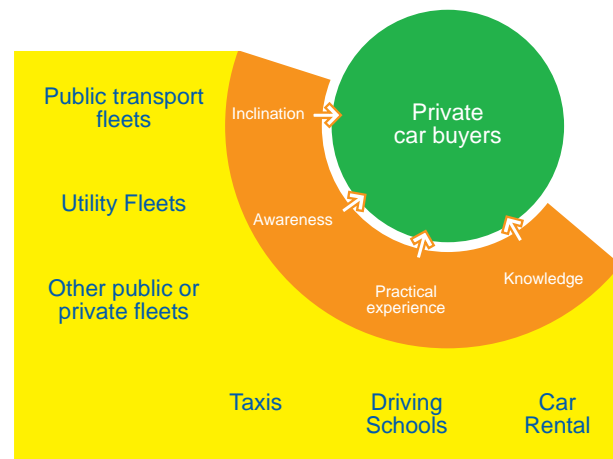 Public transport
fleets
Inclination
Private
car buyers
Utility Fleets
Awareness
Knowledge
Other public or
private fleets
Practical
experience
Taxis
Driving
Schools
Car
Rental